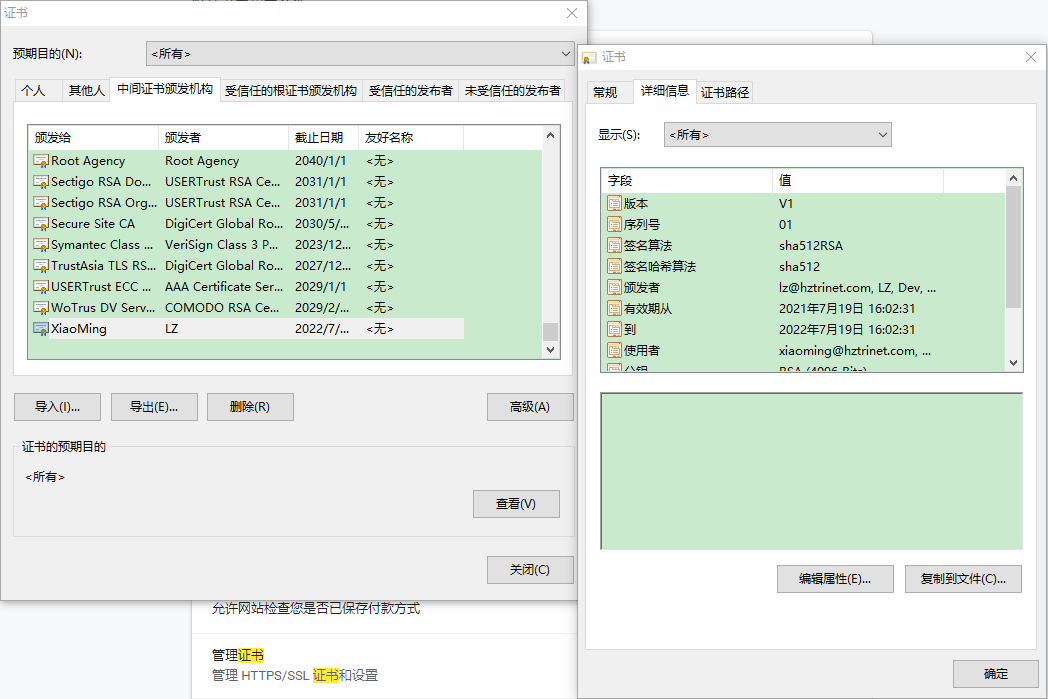 证书
预期目的(N): <所有>
个人 其他人 中间证书颁发机构 受信任的根证书颁发机构 受信任的发布者 未受信任的发布者
颁发给 颁发者 截止日期 友好名称
Root Agency Root Agency 2040/1/1 <无>
Sectigo RSA Do... USERTrust RSA Ce... 2031/1/1 <无>
Sectigo RSA Org... USERTrust RSA Ce... 2031/1/1 <无>
Secure Site CA DigiCert Global Ro... 2030/5/... <无>
Symantec Class ... VeriSign Class 3 P... 2023/12... <无>
TrustAsia TLS RS... DigiCert Global Ro... 2027/12... <无>
USERTrust ECC ... AAA Certificate Ser... 2029/1/1 <无>
WoTrus DV Serv... COMODO RSA Ce... 2029/2/... <无>
XiaoMing LZ 2022/7/... <无>
导入(I)... 导出(E)... 删除(R) 高级(A)
证书的预期目的
<所有>
查看(V)
关闭(C)
允许网站检查您是否已保存付款方式
管理证书
管理 HTTPS/SSL 证书和设置
证书
常规 详细信息 证书路径
显示(S): <所有>
字段 值
版本 V1
序列号 01
签名算法 sha512RSA
签名哈希算法 sha512
颁发者 lz@hztrinet.com, LZ, Dev, ...
有效期从 2021年7月19日 16:02:31
到 2022年7月19日 16:02:31
使用者 xiaoming@hztrinet.com, ...
公钥 RSA (4096 Bits)
编辑属性(E)... 复制到文件(C)...
确定